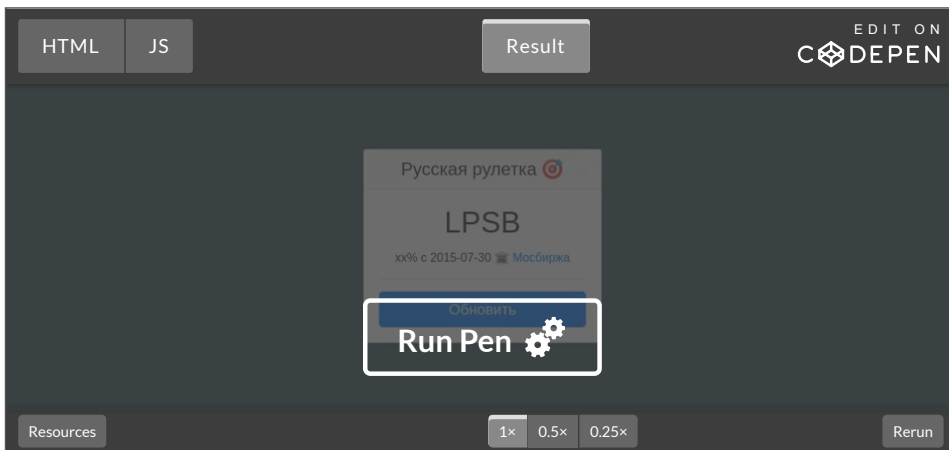 HTML JS Result EDIT ON
CODEPEN
Русская рулетка
LPSB
xx% с 2015-07-30 Мосбиржа
Обновить
Run Pen
Resources 1× 0.5× 0.25× Rerun